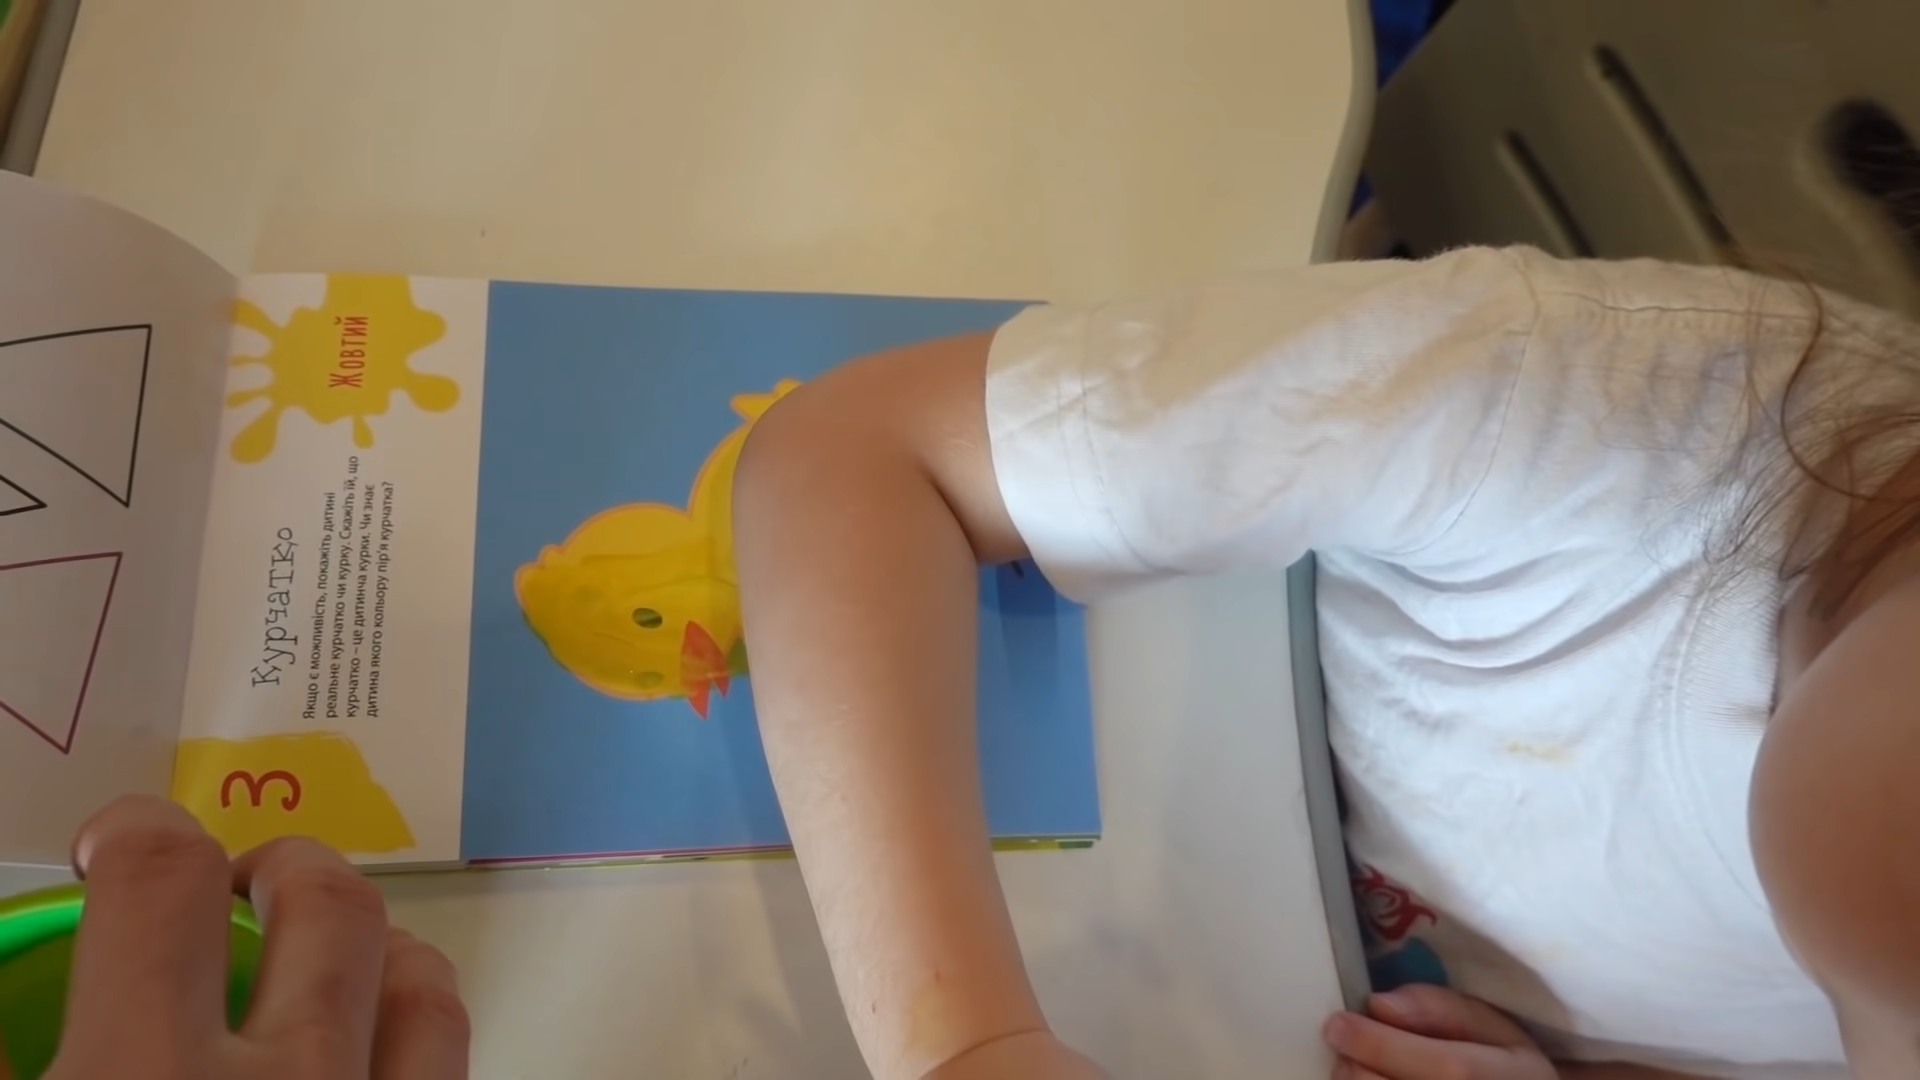 3
Курчатко
Якщо є можливість, покажіть дитині
реальне курчатко чи курку. Скажіть їй, що
курчатко – це дитинча курки. Чи знає
дитина якого кольору пір'я курчатка?
Жовтий